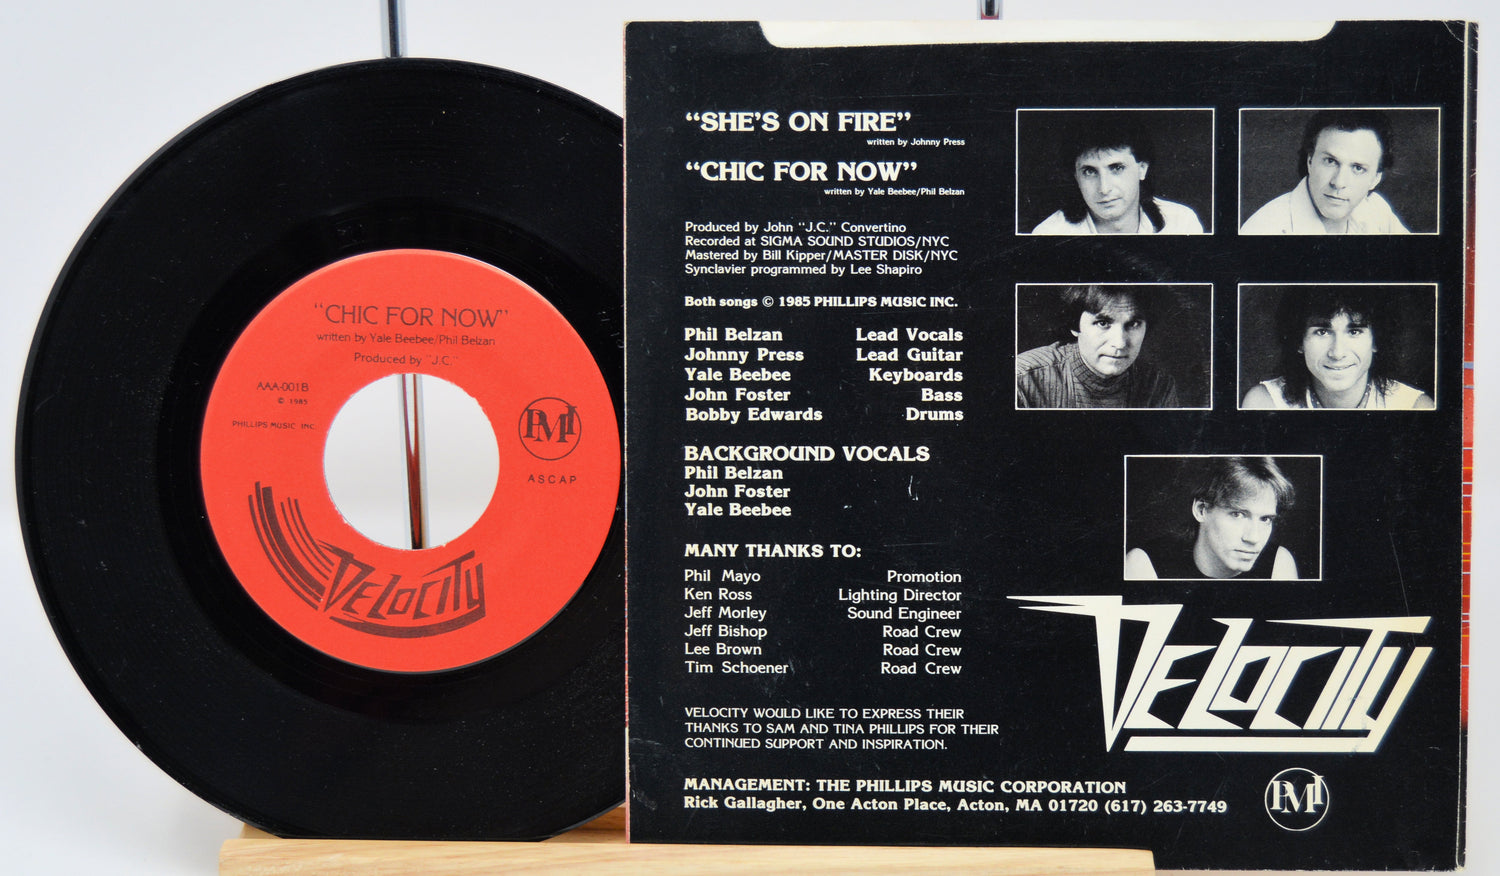 "CHIC FOR NOW"
written by Yale Beebee/Phil Belzan
Produced by "J.C."
AAA-001B
© 1985
PHILLIPS MUSIC INC.
PMI
ASCAP
VELOCITY
"SHE'S ON FIRE"
written by Johnny Press
"CHIC FOR NOW"
written by Yale Beebee/Phil Belzan
Produced by John "J.C." Convertino
Recorded at SIGMA SOUND STUDIOS/NYC
Mastered by Bill Kipper/MASTER DISK/NYC
Synclavier programmed by Lee Shapiro
Both songs © 1985 PHILLIPS MUSIC INC.
Phil Belzan Lead Vocals
Johnny Press Lead Guitar
Yale Beebee Keyboards
John Foster Bass
Bobby Edwards Drums
BACKGROUND VOCALS
Phil Belzan
John Foster
Yale Beebee
MANY THANKS TO:
Phil Mayo Promotion
Ken Ross Lighting Director
Jeff Morley Sound Engineer
Jeff Bishop Road Crew
Lee Brown Road Crew
Tim Schoener Road Crew
VELOCITY WOULD LIKE TO EXPRESS THEIR
THANKS TO SAM AND TINA PHILLIPS FOR THEIR
CONTINUED SUPPORT AND INSPIRATION.
MANAGEMENT: THE PHILLIPS MUSIC CORPORATION
Rick Gallagher, One Acton Place, Acton, MA 01720 (617) 263-7749
VELOCITY
PMI